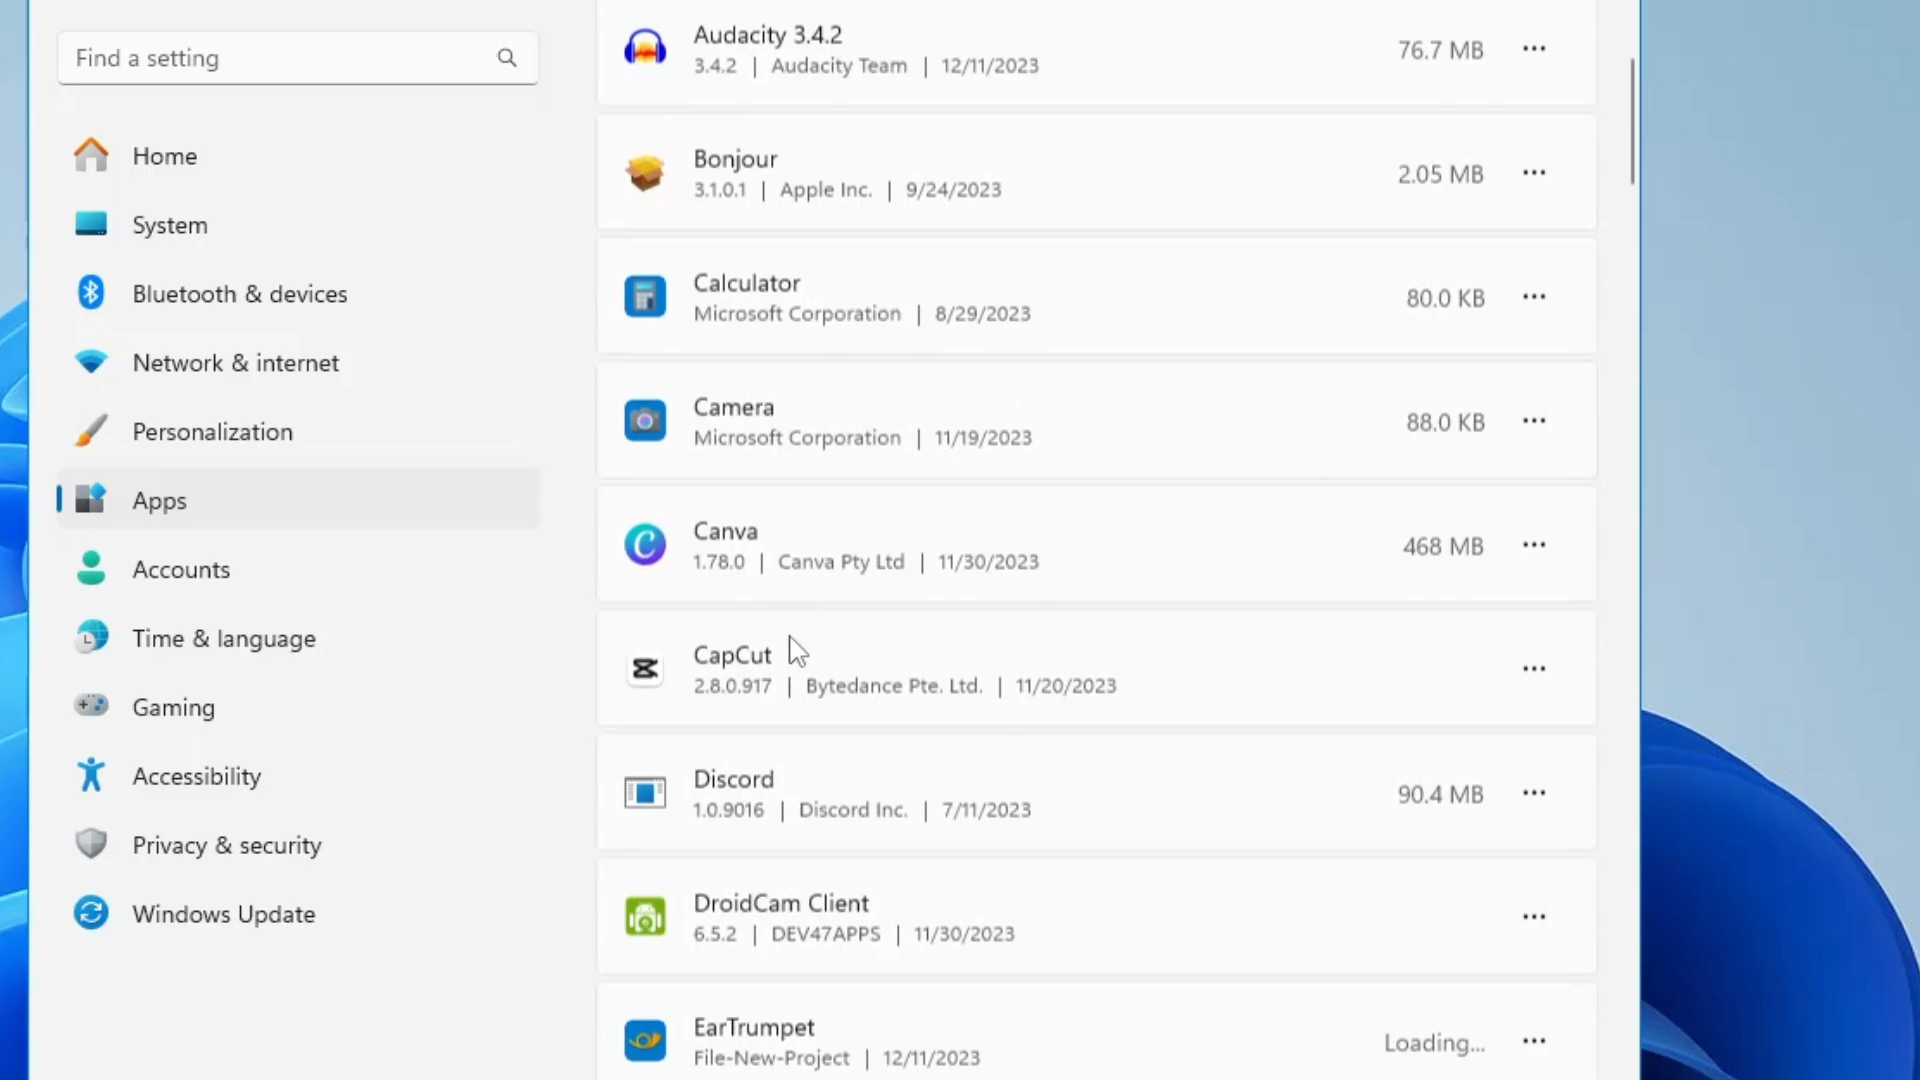 Find a setting
Home
System
Bluetooth & devices
Network & internet
Personalization
Apps
Accounts
Time & language
Gaming
Accessibility
Privacy & security
Windows Update
Audacity 3.4.2
3.4.2 | Audacity Team | 12/11/2023
76.7 MB
Bonjour
3.1.0.1 | Apple Inc. | 9/24/2023
2.05 MB
Calculator
Microsoft Corporation | 8/29/2023
80.0 KB
Camera
Microsoft Corporation | 11/19/2023
88.0 KB
Canva
1.78.0 | Canva Pty Ltd | 11/30/2023
468 MB
CapCut
2.8.0.917 | Bytedance Pte. Ltd. | 11/20/2023
Discord
1.0.9016 | Discord Inc. | 7/11/2023
90.4 MB
DroidCam Client
6.5.2 | DEV47APPS | 11/30/2023
EarTrumpet
File-New-Project | 12/11/2023
Loading...